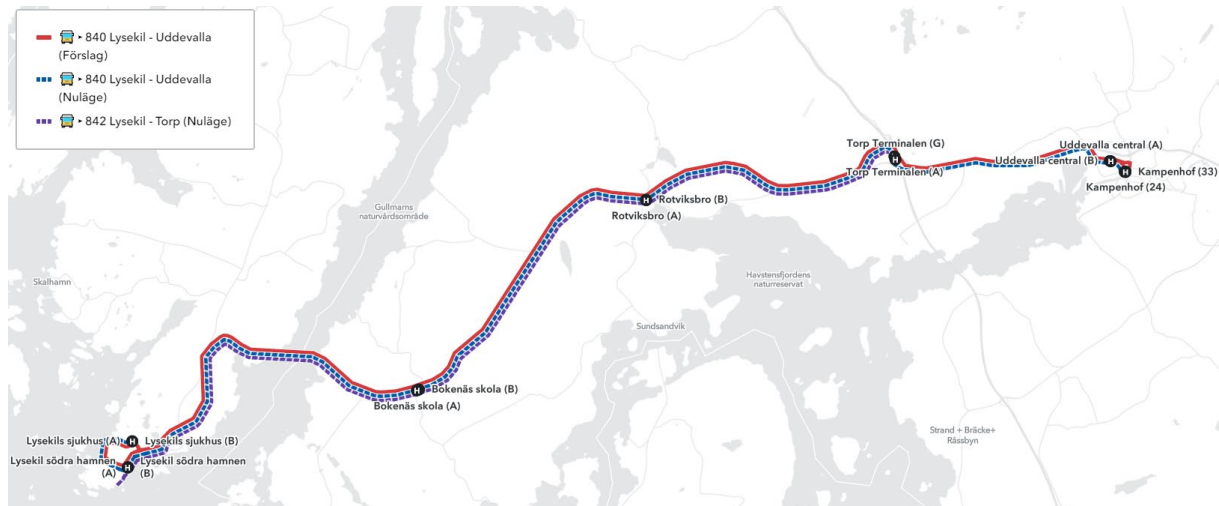 840 Lysekil - Uddevalla
(Förslag)
840 Lysekil - Uddevalla
(Nuläge)
842 Lysekil - Torp (Nuläge)
Torp Terminalen (G)
Uddevalla central (A)
Uddevalla central (B)
Torp Terminalen (A)
Kampenhof (33)
Kampenhof (24)
H
H
H
Rotviksbro (B)
H
Rotviksbro (A)
Gullmarns
naturvårdsområde
Havstensfjordens
naturreservat
Skalhamn
Sundsandvik
Bokenäs skola (B)
H
Bokenäs skola (A)
Strand + Bräcke+
Råssbyn
Lysekils sjukhus (A)
H
Lysekils sjukhus (B)
Lysekil södra hamnen
(A)
H
Lysekil södra hamnen
(B)